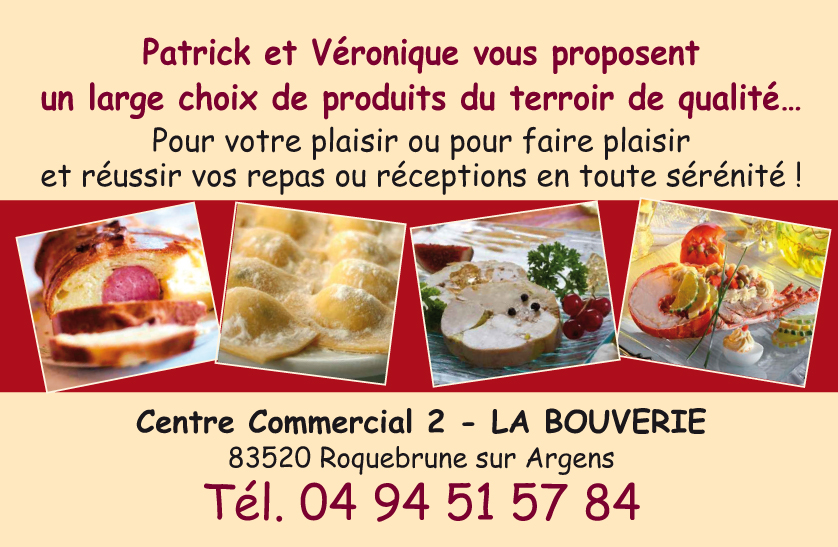 Patrick et Véronique vous proposent
un large choix de produits du terroir de qualité...
Pour votre plaisir ou pour faire plaisir
et réussir vos repas ou réceptions en toute sérénité !
Centre Commercial 2 - LA BOUVERIE
83520 Roquebrune sur Argens
Tél. 04 94 51 57 84